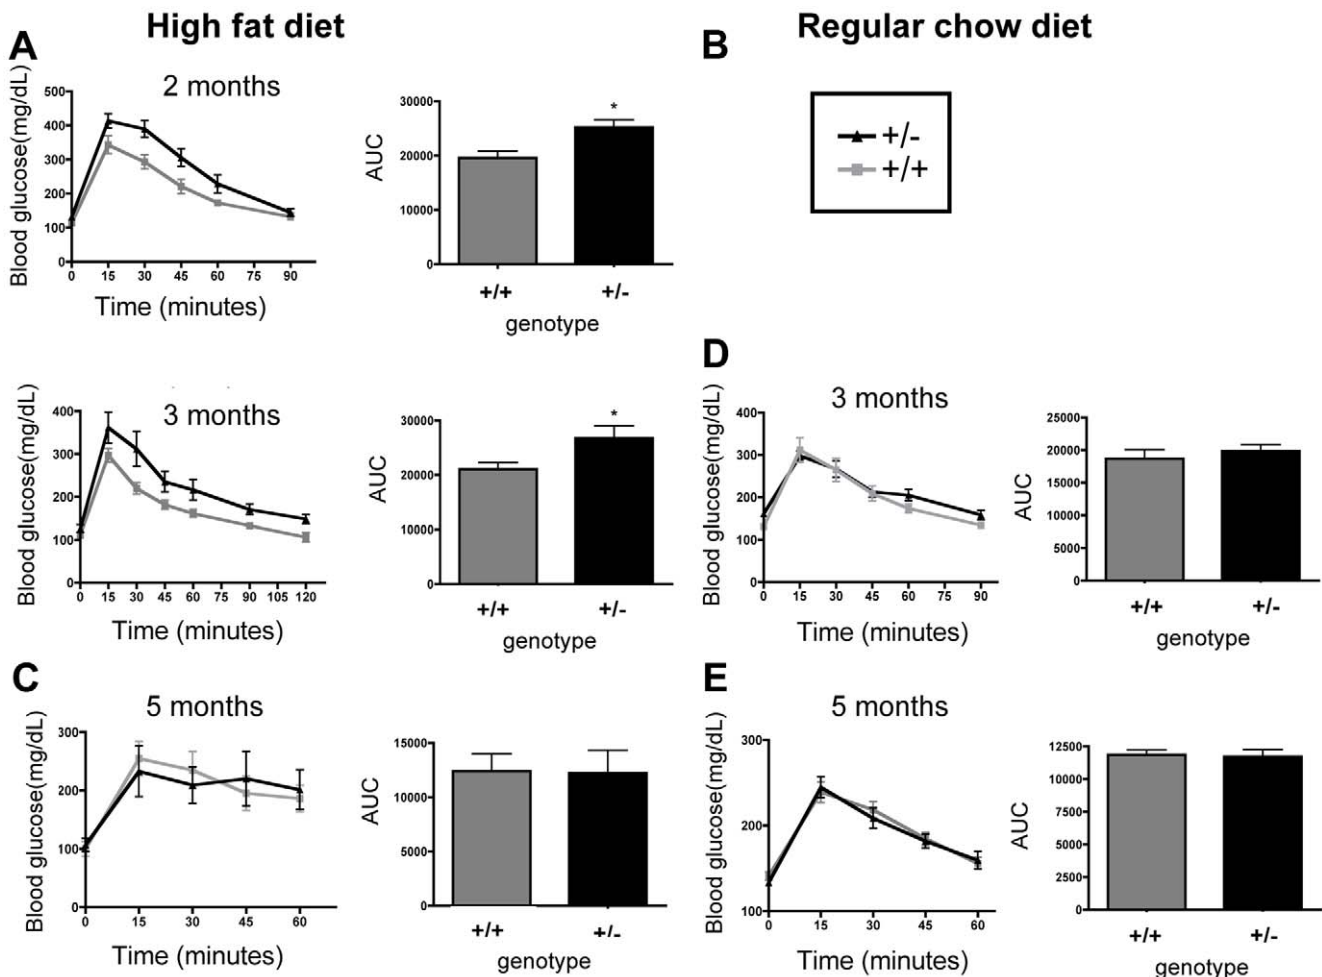 High fat diet
Regular chow diet
A
B
2 months
500
400
300
200
100
0
Blood glucose(mg/dL)
0 15 30 45 60 75 90
Time (minutes)
30000
20000
10000
0
AUC
*
+/+ +/-
genotype
+/-
+/+
3 months
400
300
200
100
0
Blood glucose(mg/dL)
0 15 30 45 60 75 90 105 120
Time (minutes)
30000
20000
10000
0
AUC
*
+/+ +/-
genotype
D
3 months
400
300
200
100
0
Blood glucose(mg/dL)
0 15 30 45 60 75 90
Time (minutes)
25000
20000
15000
10000
5000
0
AUC
+/+ +/-
genotype
C
5 months
300
200
100
0
Blood glucose(mg/dL)
0 15 30 45 60
Time (minutes)
15000
10000
5000
0
AUC
+/+ +/-
genotype
E
5 months
300
200
100
Blood glucose(mg/dL)
0 15 30 45 60
Time (minutes)
12500
10000
7500
5000
2500
0
AUC
+/+ +/-
genotype